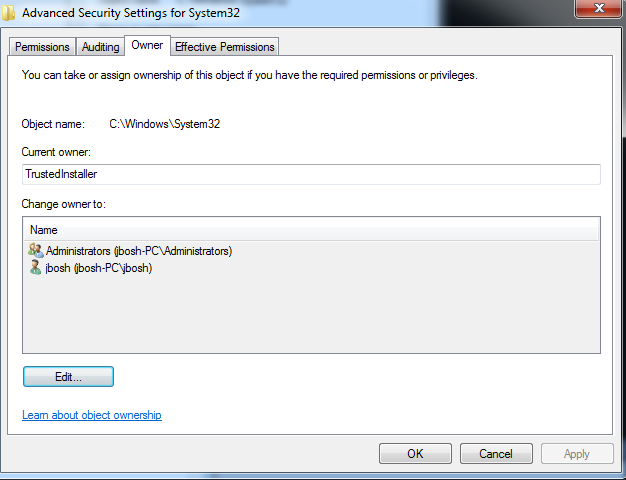 Advanced Security Settings for System32
Permissions Auditing Owner Effective Permissions
You can take or assign ownership of this object if you have the required permissions or privileges.
Object name: C:\Windows\System32
Current owner:
TrustedInstaller
Change owner to:
Name
Administrators (jbosh-PC\Administrators)
jbosh (jbosh-PC\jbosh)
Edit...
Learn about object ownership
OK Cancel Apply